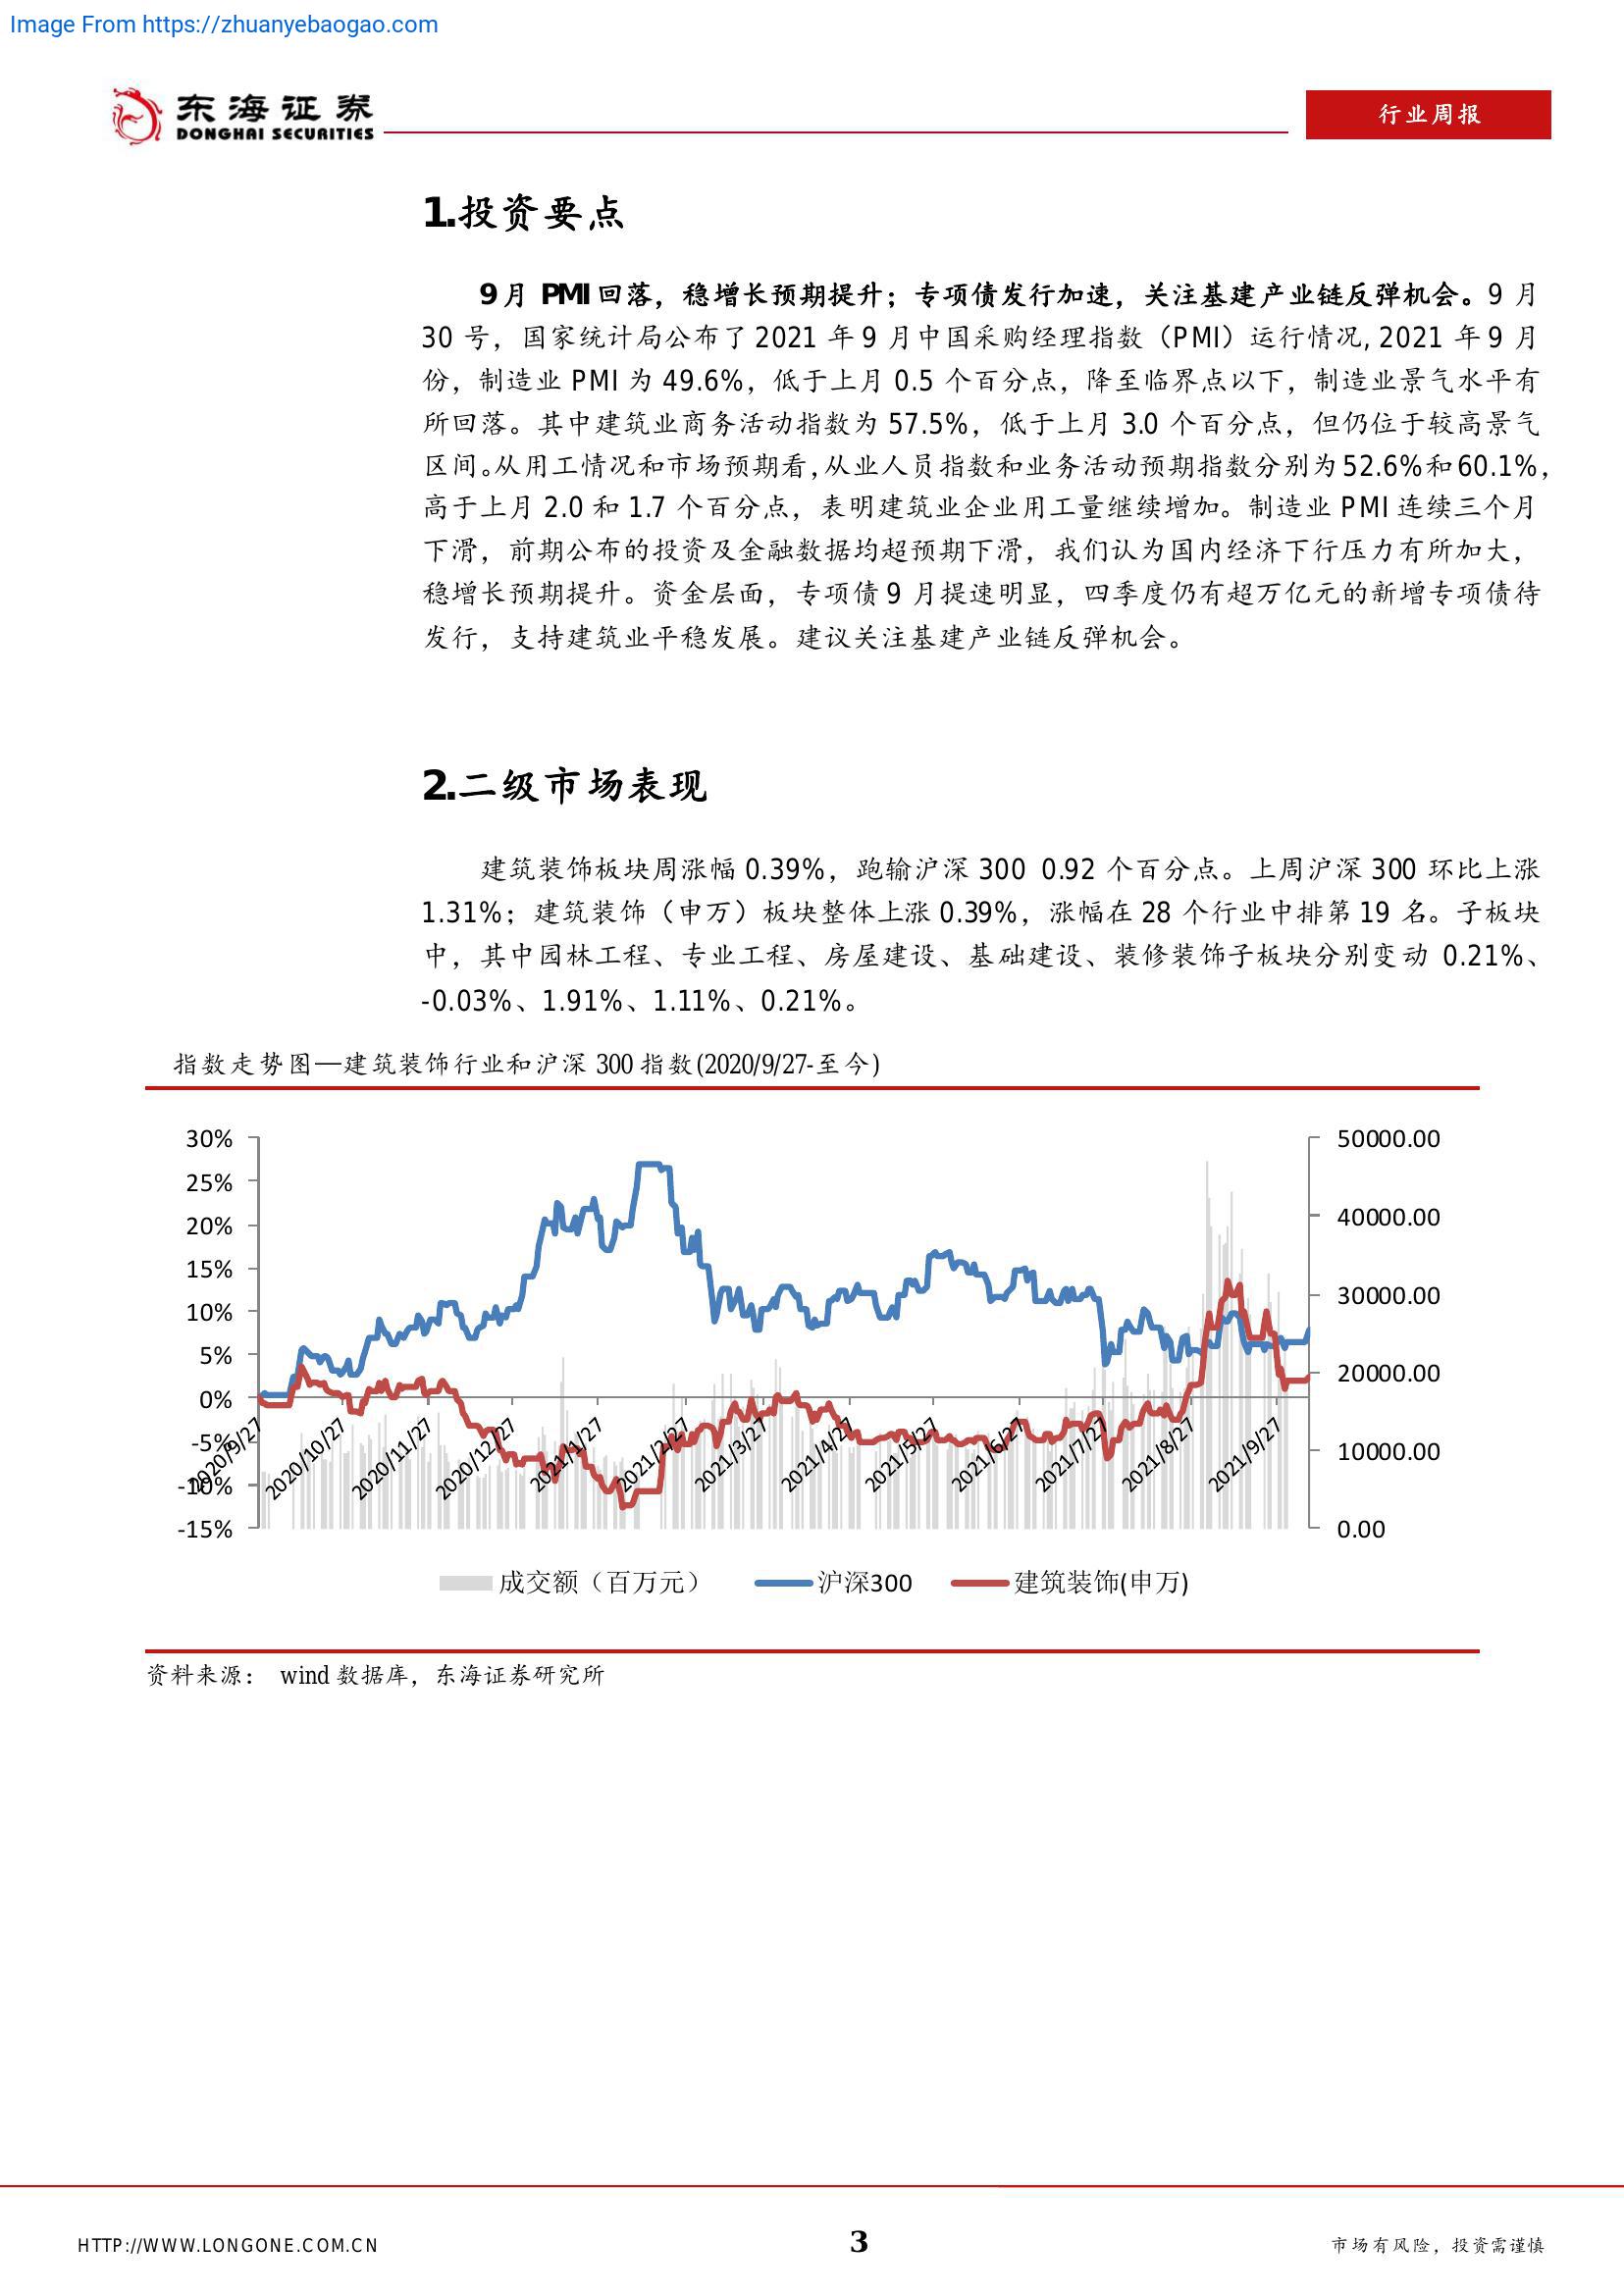 Image From https://zhuanyebaogao.com
东海证券
DONGHAI SECURITIES
行业周报
1.投资要点
9月 PMI 回落，稳增长预期提升；专项债发行加速，关注基建产业链反弹机会。9 月
30 号，国家统计局公布了 2021 年 9 月中国采购经理指数（PMI）运行情况, 2021 年 9 月
份，制造业 PMI 为 49.6%，低于上月 0.5 个百分点，降至临界点以下，制造业景气水平有
所回落。其中建筑业商务活动指数为 57.5%，低于上月 3.0 个百分点，但仍位于较高景气
区间。从用工情况和市场预期看,从业人员指数和业务活动预期指数分别为 52.6%和 60.1%，
高于上月 2.0 和 1.7 个百分点，表明建筑业企业用工量继续增加。制造业 PMI 连续三个月
下滑，前期公布的投资及金融数据均超预期下滑，我们认为国内经济下行压力有所加大，
稳增长预期提升。资金层面，专项债 9 月提速明显，四季度仍有超万亿元的新增专项债待
发行，支持建筑业平稳发展。建议关注基建产业链反弹机会。
2.二级市场表现
建筑装饰板块周涨幅 0.39%，跑输沪深 300 0.92 个百分点。上周沪深 300 环比上涨
1.31%；建筑装饰（申万）板块整体上涨 0.39%，涨幅在 28 个行业中排第 19 名。子板块
中，其中园林工程、专业工程、房屋建设、基础建设、装修装饰子板块分别变动 0.21%、
-0.03%、1.91%、1.11%、0.21%。
指数走势图—建筑装饰行业和沪深 300 指数(2020/9/27-至今)
30%
25%
20%
15%
10%
5%
0%
-5%
-10%
-15%
50000.00
40000.00
30000.00
20000.00
10000.00
0.00
2020/9/27
2020/10/27
2020/11/27
2020/12/27
2021/1/27
2021/2/27
2021/3/27
2021/4/27
2021/5/27
2021/6/27
2021/7/27
2021/8/27
2021/9/27
成交额（百万元） 沪深300 建筑装饰(申万)
资料来源： wind 数据库，东海证券研究所
HTTP://WWW.LONGONE.COM.CN 3 市场有风险，投资需谨慎